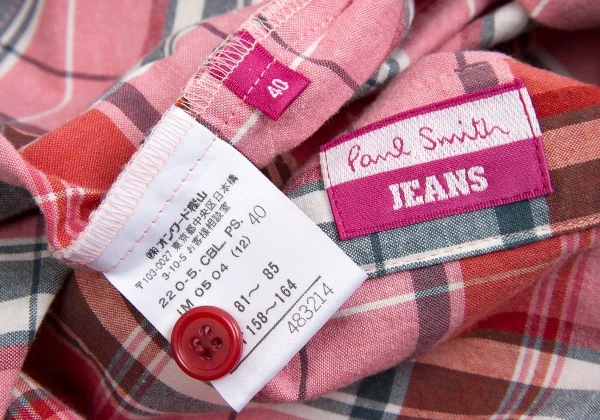 40
Paul Smith
JEANS
㈱オンワード樫山
〒103-0027 東京都中央区日本橋
3-10-5 お客様相談室
220-5. CBL. PS. 40
IM 05 04 (12)
81～ 85
T158～164
483214